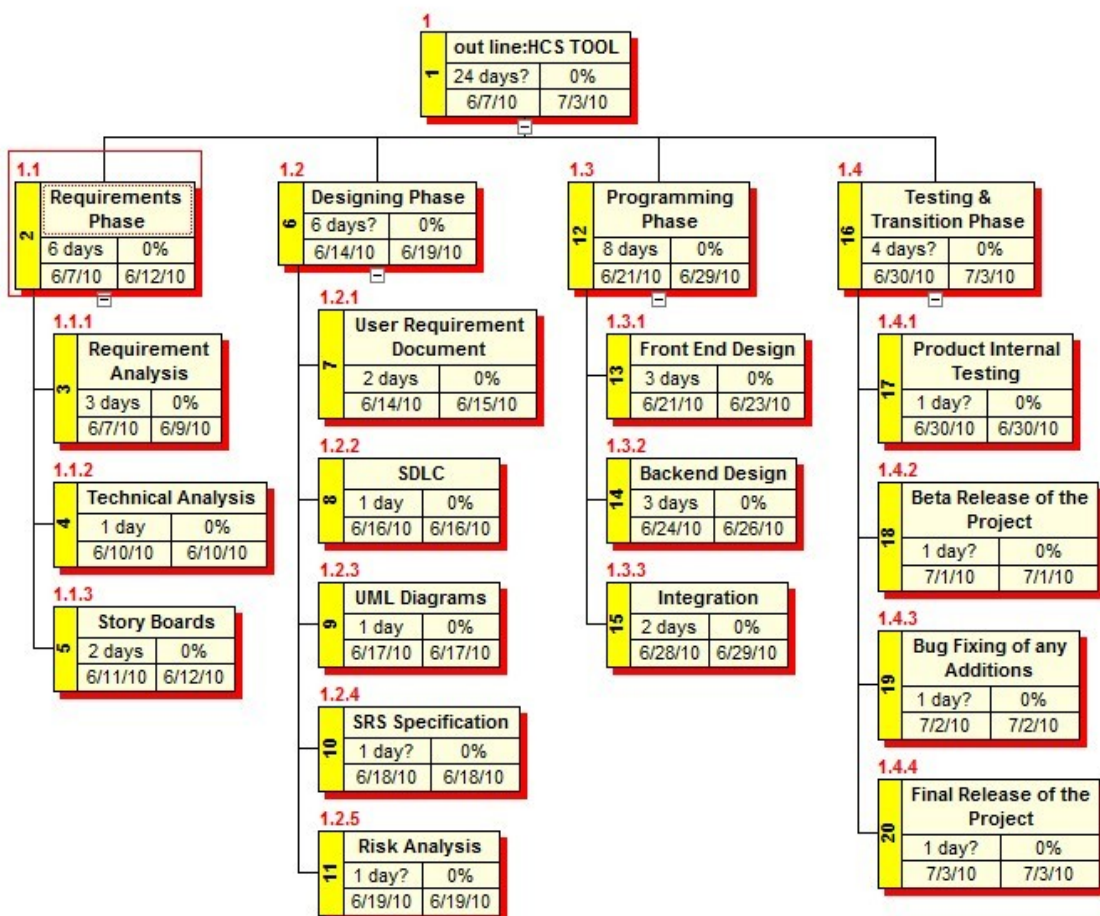 1
1
out line:HCS TOOL
24 days? 0%
6/7/10 7/3/10
1.1
2
Requirements
Phase
6 days 0%
6/7/10 6/12/10
1.1.1
3
Requirement
Analysis
3 days 0%
6/7/10 6/9/10
1.1.2
4
Technical Analysis
1 day 0%
6/10/10 6/10/10
1.1.3
5
Story Boards
2 days 0%
6/11/10 6/12/10
1.2
6
Designing Phase
6 days? 0%
6/14/10 6/19/10
1.2.1
7
User Requirement
Document
2 days 0%
6/14/10 6/15/10
1.2.2
8
SDLC
1 day 0%
6/16/10 6/16/10
1.2.3
9
UML Diagrams
1 day 0%
6/17/10 6/17/10
1.2.4
10
SRS Specification
1 day? 0%
6/18/10 6/18/10
1.2.5
11
Risk Analysis
1 day? 0%
6/19/10 6/19/10
1.3
12
Programming
Phase
8 days 0%
6/21/10 6/29/10
1.3.1
13
Front End Design
3 days 0%
6/21/10 6/23/10
1.3.2
14
Backend Design
3 days 0%
6/24/10 6/26/10
1.3.3
15
Integration
2 days 0%
6/28/10 6/29/10
1.4
16
Testing &
Transition Phase
4 days? 0%
6/30/10 7/3/10
1.4.1
17
Product Internal
Testing
1 day? 0%
6/30/10 6/30/10
1.4.2
18
Beta Release of the
Project
1 day? 0%
7/1/10 7/1/10
1.4.3
19
Bug Fixing of any
Additions
1 day? 0%
7/2/10 7/2/10
1.4.4
20
Final Release of the
Project
1 day? 0%
7/3/10 7/3/10